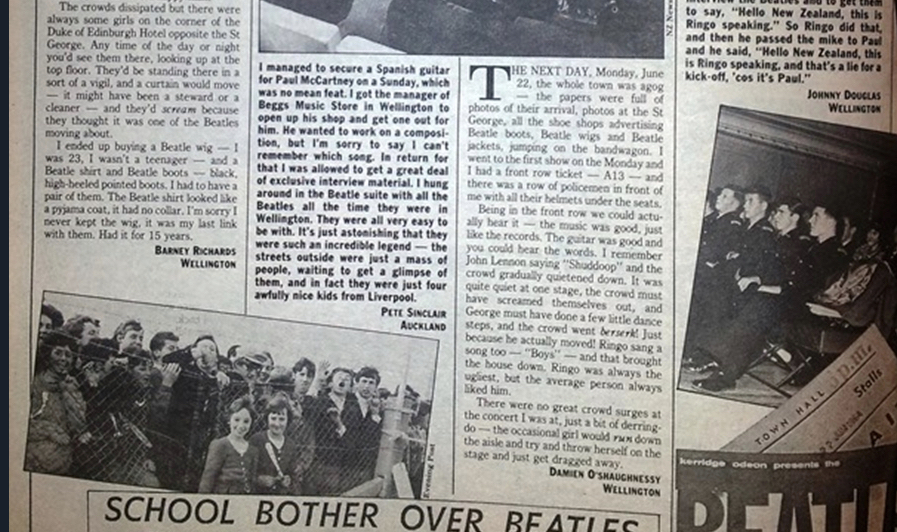 The crowds dissipated but there were
always some girls on the corner of the
Duke of Edinburgh Hotel opposite the St
George. Any time of the day or night
you'd see them there, looking up at the
top floor. They'd be standing there in a
sort of a vigil, and a curtain would move
— it might have been a steward or a
cleaner — and they'd scream because
they thought it was one of the Beatles
moving about.
I ended up buying a Beatle wig — I
was 23, I wasn't a teenager — and a
Beatle shirt and Beatle boots — black,
high-heeled pointed boots. I had to have a
pair of them. The Beatle shirt looked like
a pyjama coat, it had no collar. I'm sorry I
never kept the wig, it was my last link
with them. Had it for 15 years.
BARNEY RICHARDS
WELLINGTON
I managed to secure a Spanish guitar
for Paul McCartney on a Sunday, which
was no mean feat. I got the manager of
Beggs Music Store in Wellington to
open up his shop and get one out for
him. He wanted to work on a composi-
tion, but I'm sorry to say I can't
remember which song. In return for
that I was allowed to get a great deal
of exclusive interview material. I hung
around in the Beatle suite with all the
Beatles all the time they were in
Wellington. They were all very easy to
be with. It's just astonishing that they
were such an incredible legend — the
streets outside were just a mass of
people, waiting to get a glimpse of
them, and in fact they were just four
awfully nice kids from Liverpool.
PETE SINCLAIR
AUCKLAND
Evening Post
NZ News
THE NEXT DAY, Monday, June
22, the whole town was agog
— the papers were full of
photos of their arrival, photos at the St
George, all the shoe shops advertising
Beatle boots, Beatle wigs and Beatle
jackets, jumping on the bandwagon. I
went to the first show on the Monday and
I had a front row ticket — A13 — and
there was a row of policemen in front of
me with all their helmets under the seats.
Being in the front row we could actu-
ally hear it — the music was good, just
like the records. The guitar was good and
you could hear the words. I remember
John Lennon saying "Shuddoop" and the
crowd gradually quietened down. It was
quite quiet at one stage, the crowd must
have screamed themselves out, and
George must have done a few little dance
steps, and the crowd went berserk! Just
because he actually moved! Ringo sang a
song too — "Boys" — and that brought
the house down. Ringo was always the
ugliest, but the average person always
liked him.
There were no great crowd surges at
the concert I was at, just a bit of derring-
do — the occasional girl would run down
the aisle and try and throw herself on the
stage and just get dragged away.
DAMIEN O'SHAUGHNESSY
WELLINGTON
interview the Beatles and to get them
to say, "Hello New Zealand, this is
Ringo speaking." So Ringo did that,
and then he passed the mike to Paul
and he said, "Hello New Zealand, this
is Ringo speaking, and that's a lie for a
kick-off, 'cos it's Paul."
JOHNNY DOUGLAS
WELLINGTON
TOWN HALL
Stalls
A
kerridge odeon presents the
BEATL
SCHOOL BOTHER OVER BEATLES